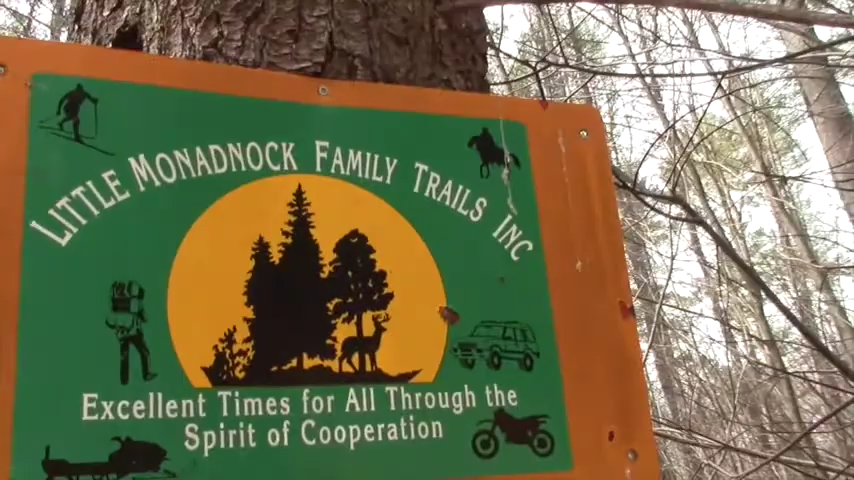 LITTLE MONADNOCK FAMILY TRAILS INC
Excellent Times for All Through the
Spirit of Cooperation